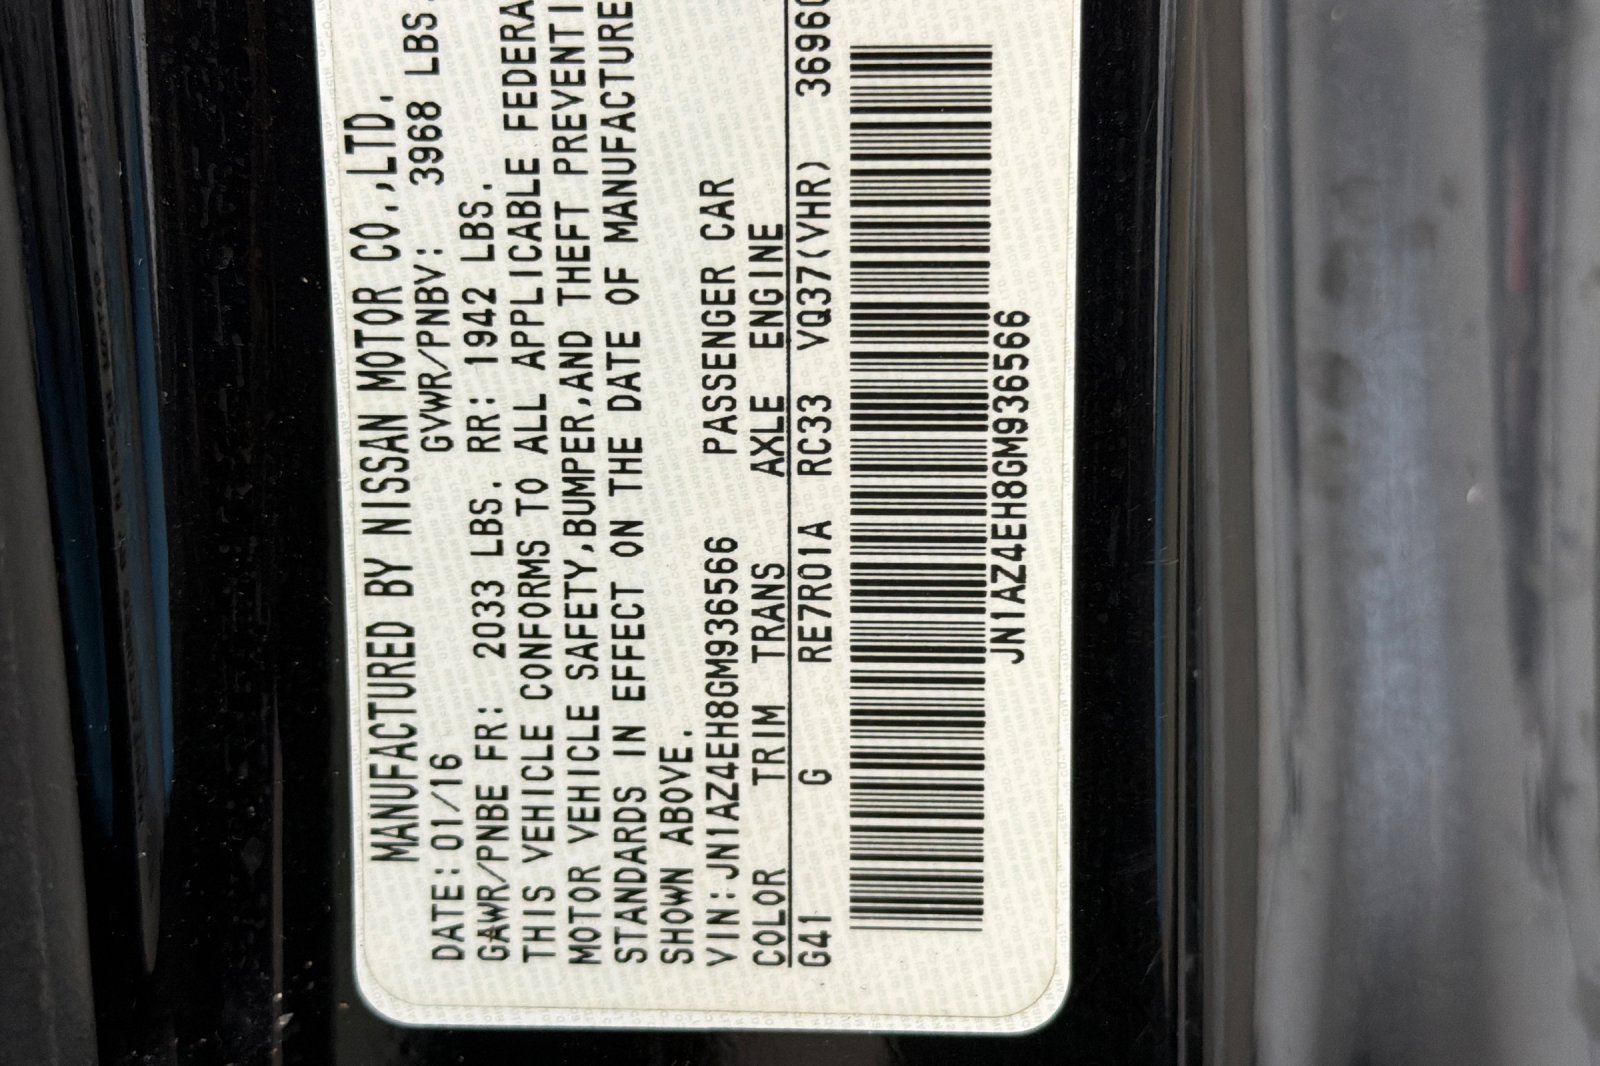 MANUFACTURED BY NISSAN MOTOR CO.,LTD.
DATE:01/16 GVWR/PNBV: 3968 LBS.
GAWR/PNBE FR: 2033 LBS. RR: 1942 LBS.
THIS VEHICLE CONFORMS TO ALL APPLICABLE FEDERA
MOTOR VEHICLE SAFETY,BUMPER,AND THEFT PREVENTI
STANDARDS IN EFFECT ON THE DATE OF MANUFACTURE
SHOWN ABOVE.
VIN:JN1AZ4EH8GM936566 PASSENGER CAR
COLOR TRIM TRANS AXLE ENGINE
G41 G RE7R01A RC33 VQ37(VHR) 3696
JN1AZ4EH8GM936566